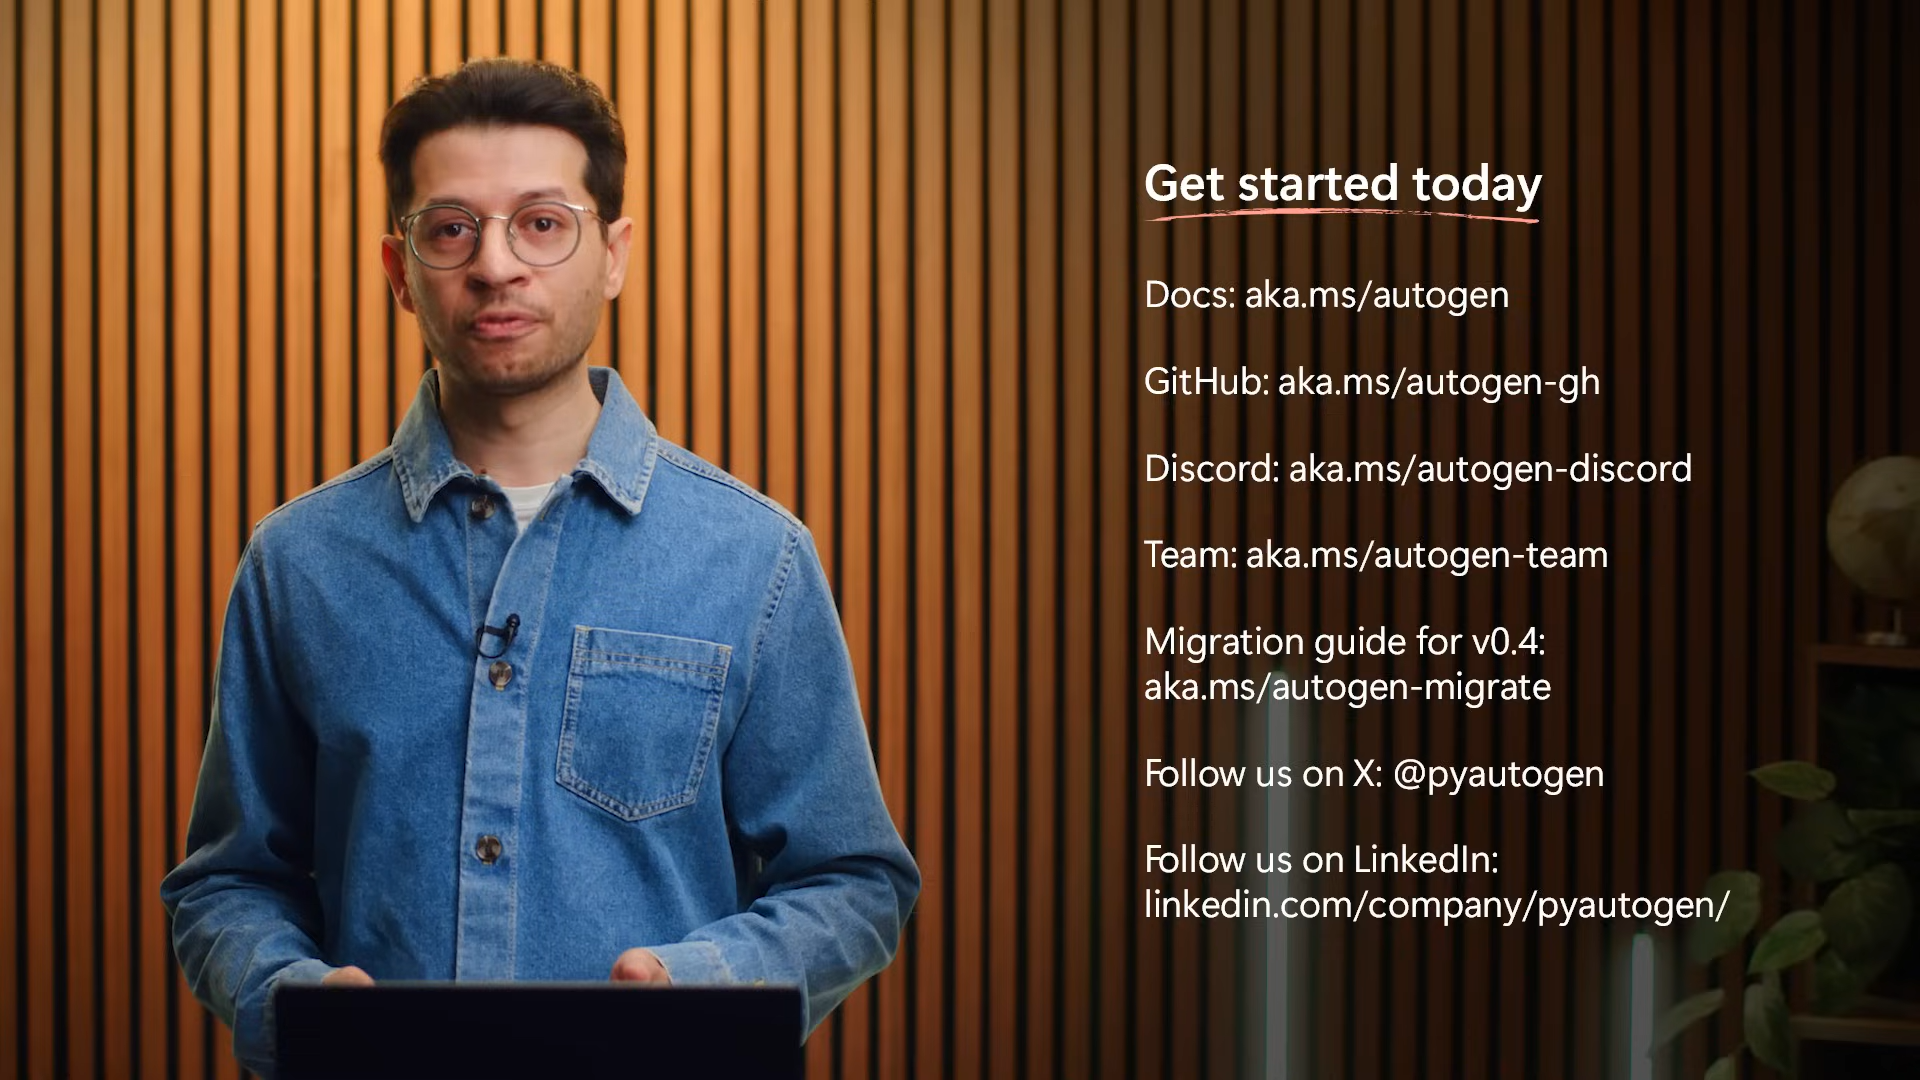 Get started today
Docs: aka.ms/autogen
GitHub: aka.ms/autogen-gh
Discord: aka.ms/autogen-discord
Team: aka.ms/autogen-team
Migration guide for v0.4:
aka.ms/autogen-migrate
Follow us on X: @pyautogen
Follow us on LinkedIn:
linkedin.com/company/pyautogen/